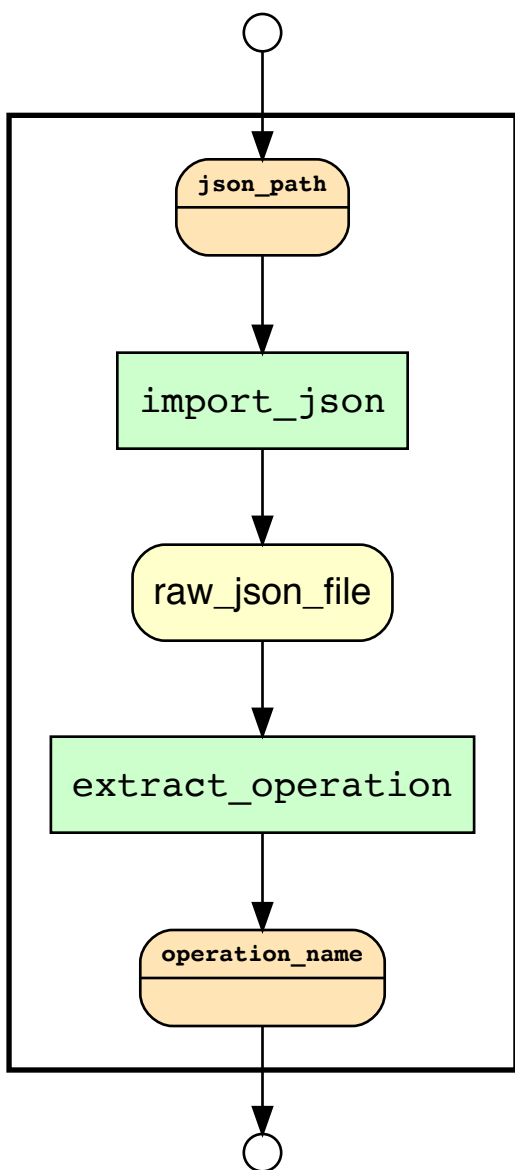 json_path
import_json
raw_json_file
extract_operation
operation_name